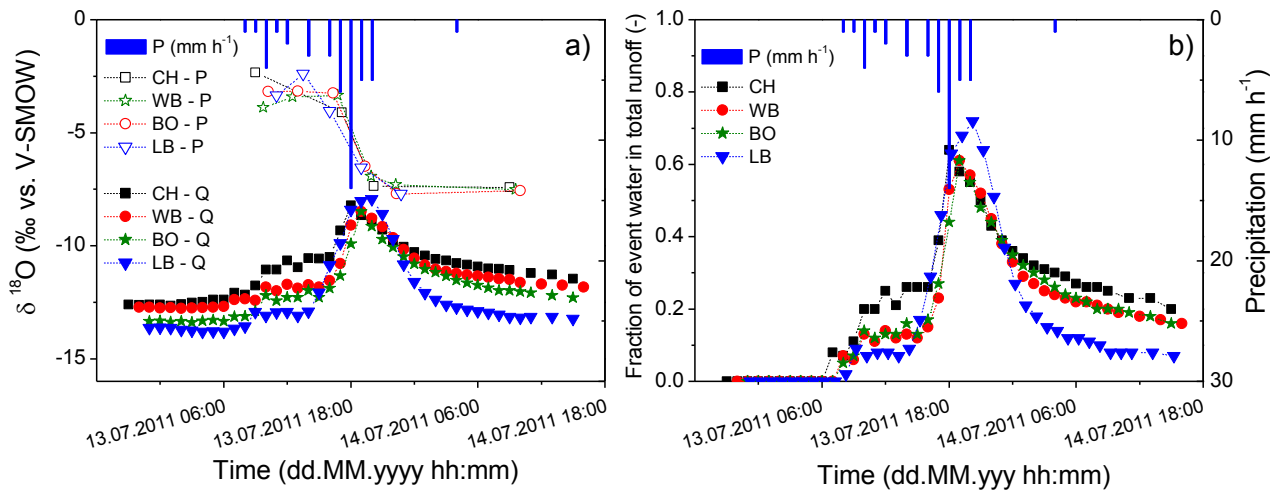 a)
P (mm h-1)
CH - P
WB - P
BO - P
LB - P
CH - Q
WB - Q
BO - Q
LB - Q
0
-5
-10
-15
δ 18O (‰ vs. V-SMOW)
13.07.2011 06:00
13.07.2011 18:00
14.07.2011 06:00
14.07.2011 18:00
Time (dd.MM.yyyy hh:mm)
b)
P (mm h-1)
CH
WB
BO
LB
1.0
0.8
0.6
0.4
0.2
0.0
Fraction of event water in total runoff (-)
0
10
20
30
Precipitation (mm h-1)
13.07.2011 06:00
13.07.2011 18:00
14.07.2011 06:00
14.07.2011 18:00
Time (dd.MM.yyy hh:mm)